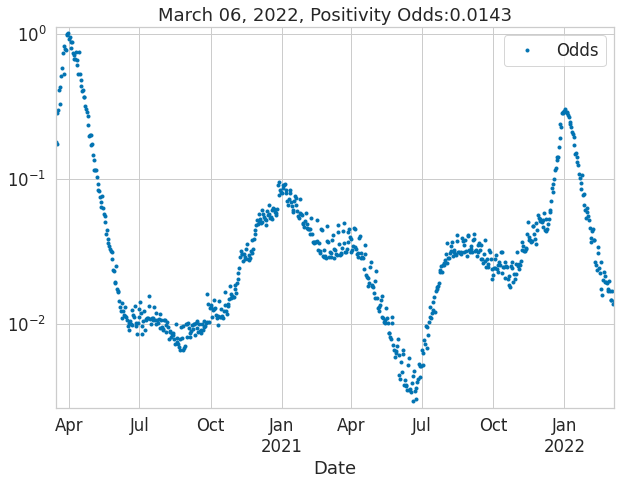 March 06, 2022, Positivity Odds:0.0143
Odds
10⁰
10⁻¹
10⁻²
Apr Jul Oct Jan Apr Jul Oct Jan
2021 2022
Date